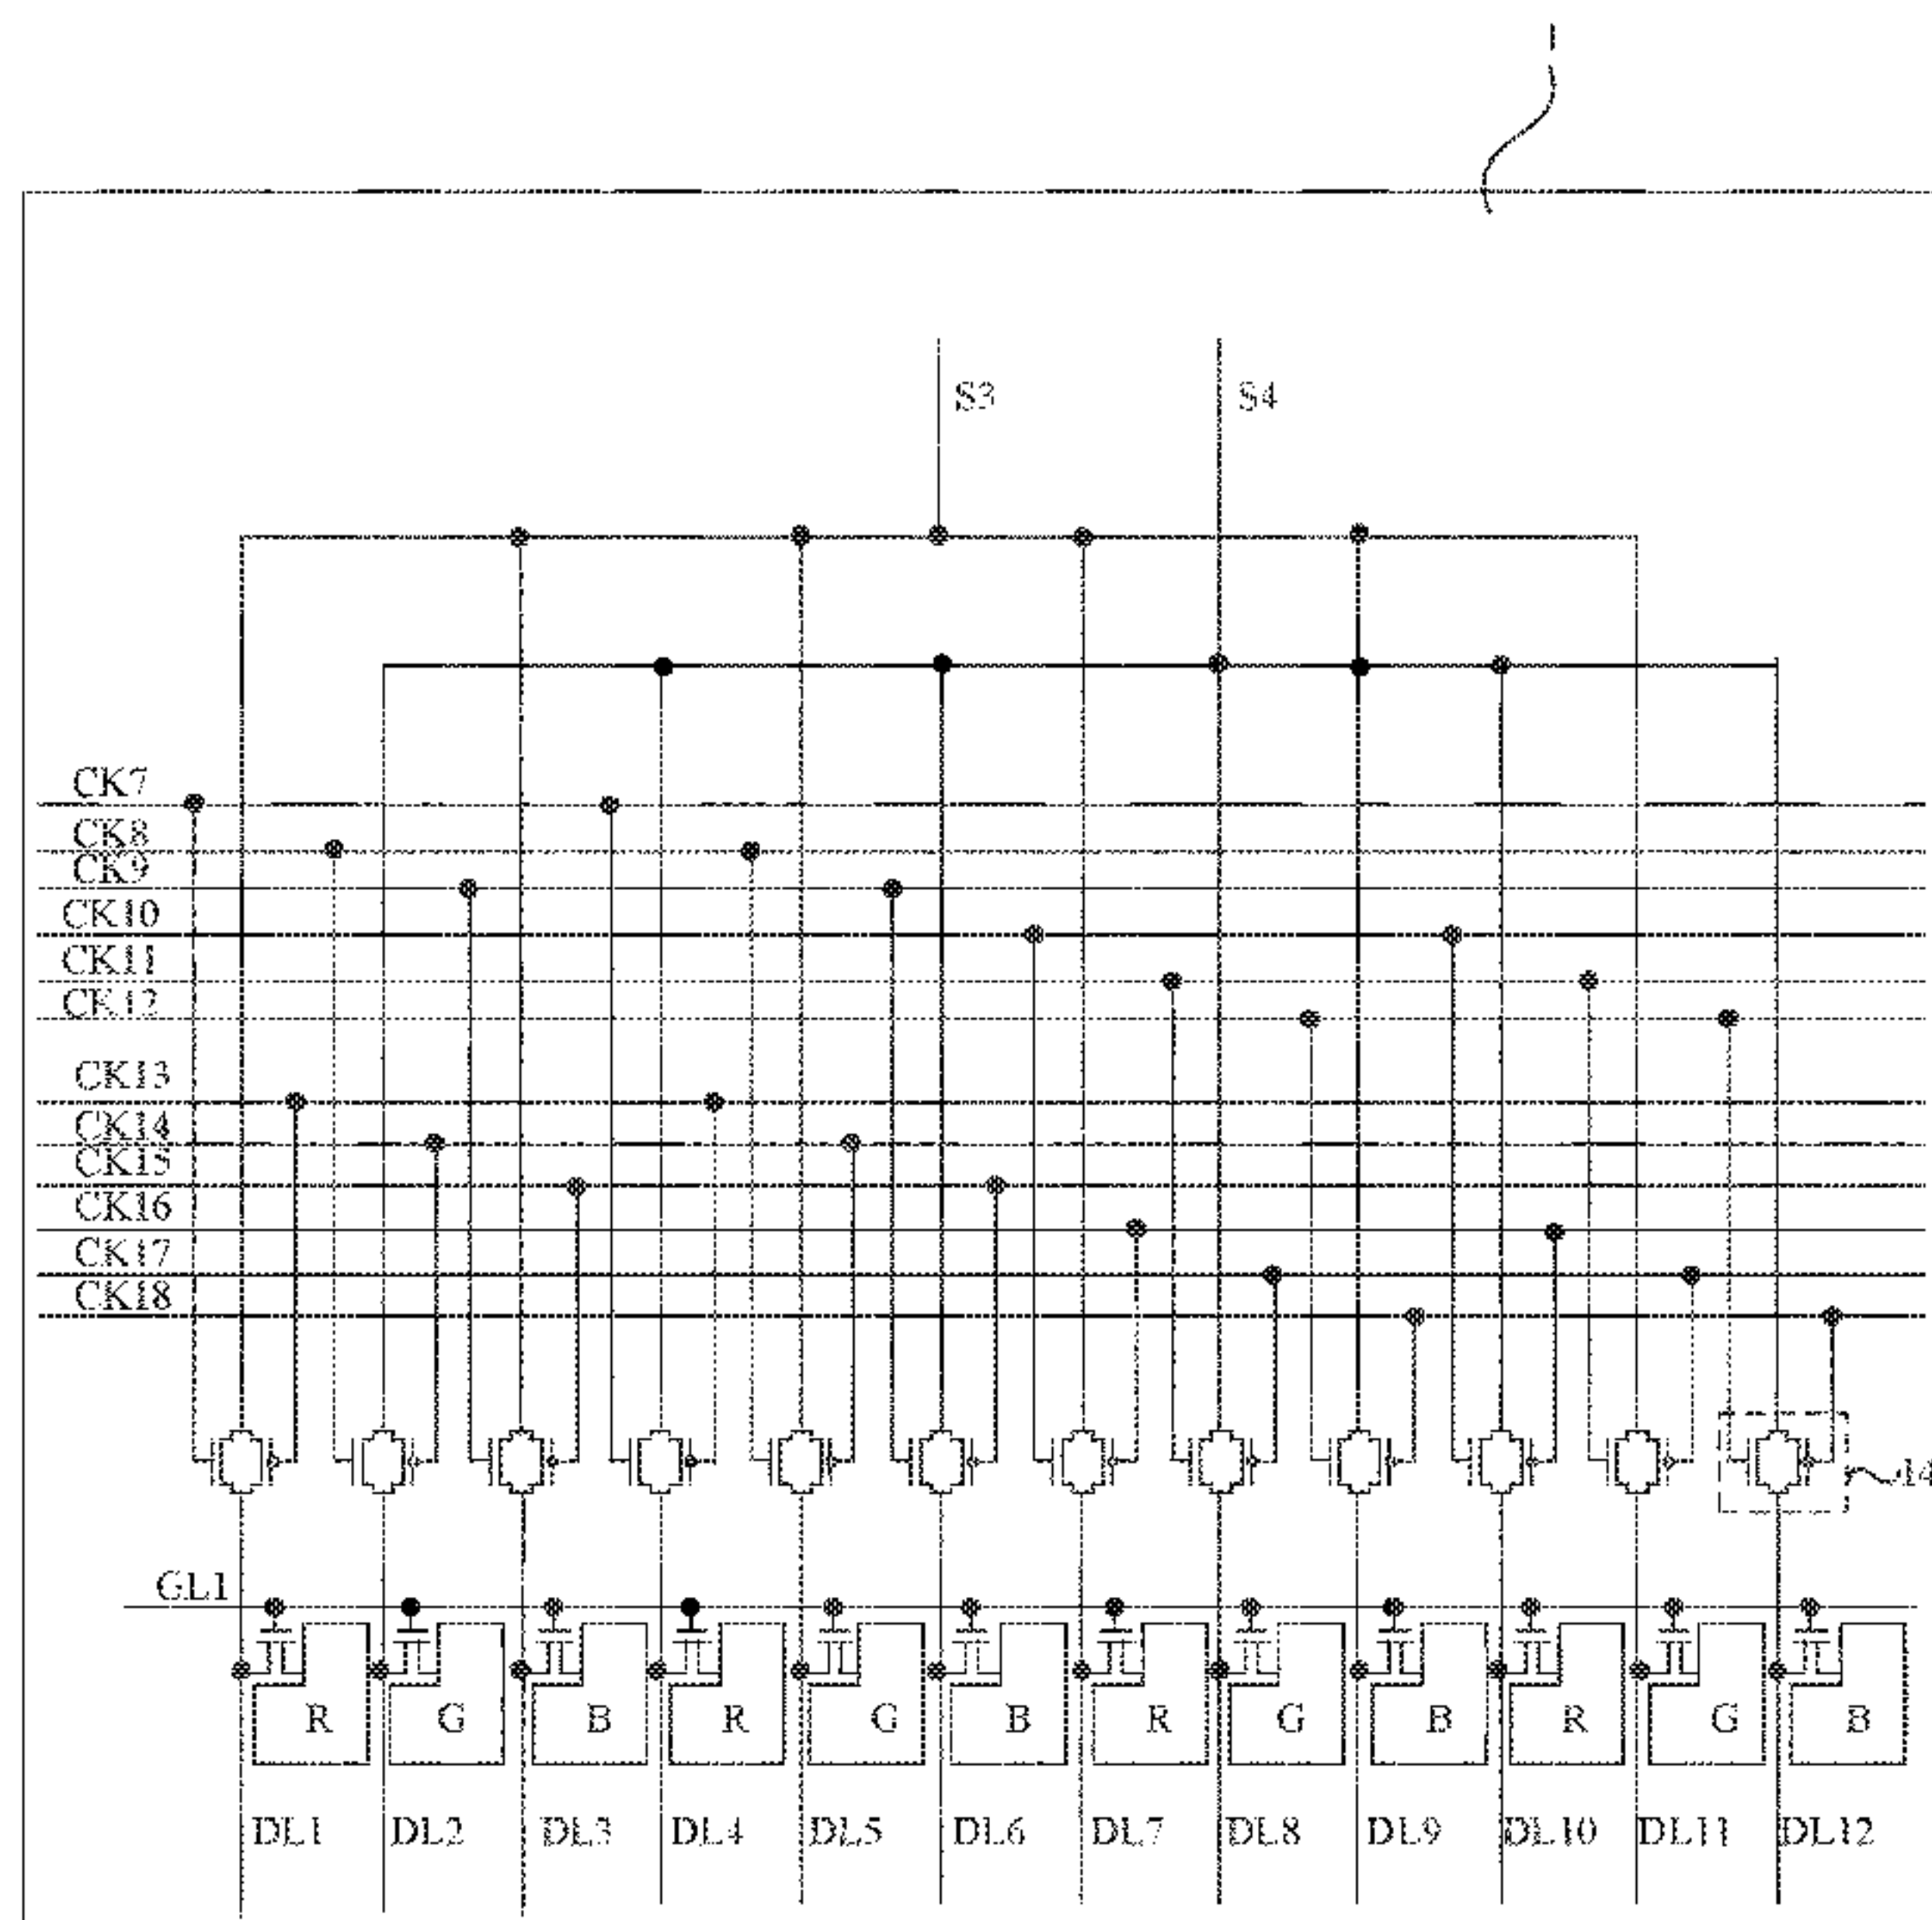 S3 S4
CK7
CK8
CK9
CK10
CK11
CK12
CK13
CK14
CK15
CK16
CK17
CK18
14
GL1
R G B R G B R G B R G B
DL1 DL2 DL3 DL4 DL5 DL6 DL7 DL8 DL9 DL10 DL11 DL12